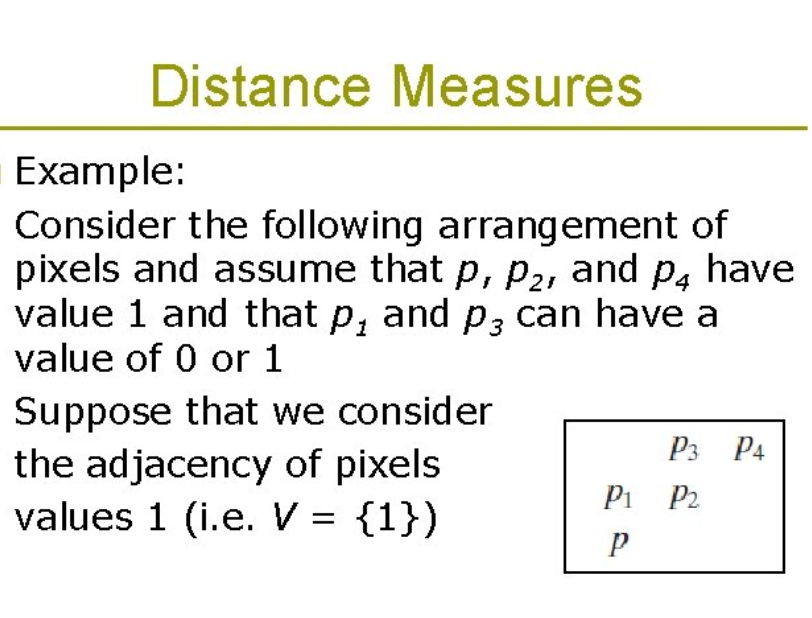 Distance Measures
Example:
Consider the following arrangement of
pixels and assume that p, p₂, and p₄ have
value 1 and that p₁ and p₃ can have a
value of 0 or 1
Suppose that we consider
the adjacency of pixels
values 1 (i.e. V = {1})
p₃ p₄
p₁ p₂
p